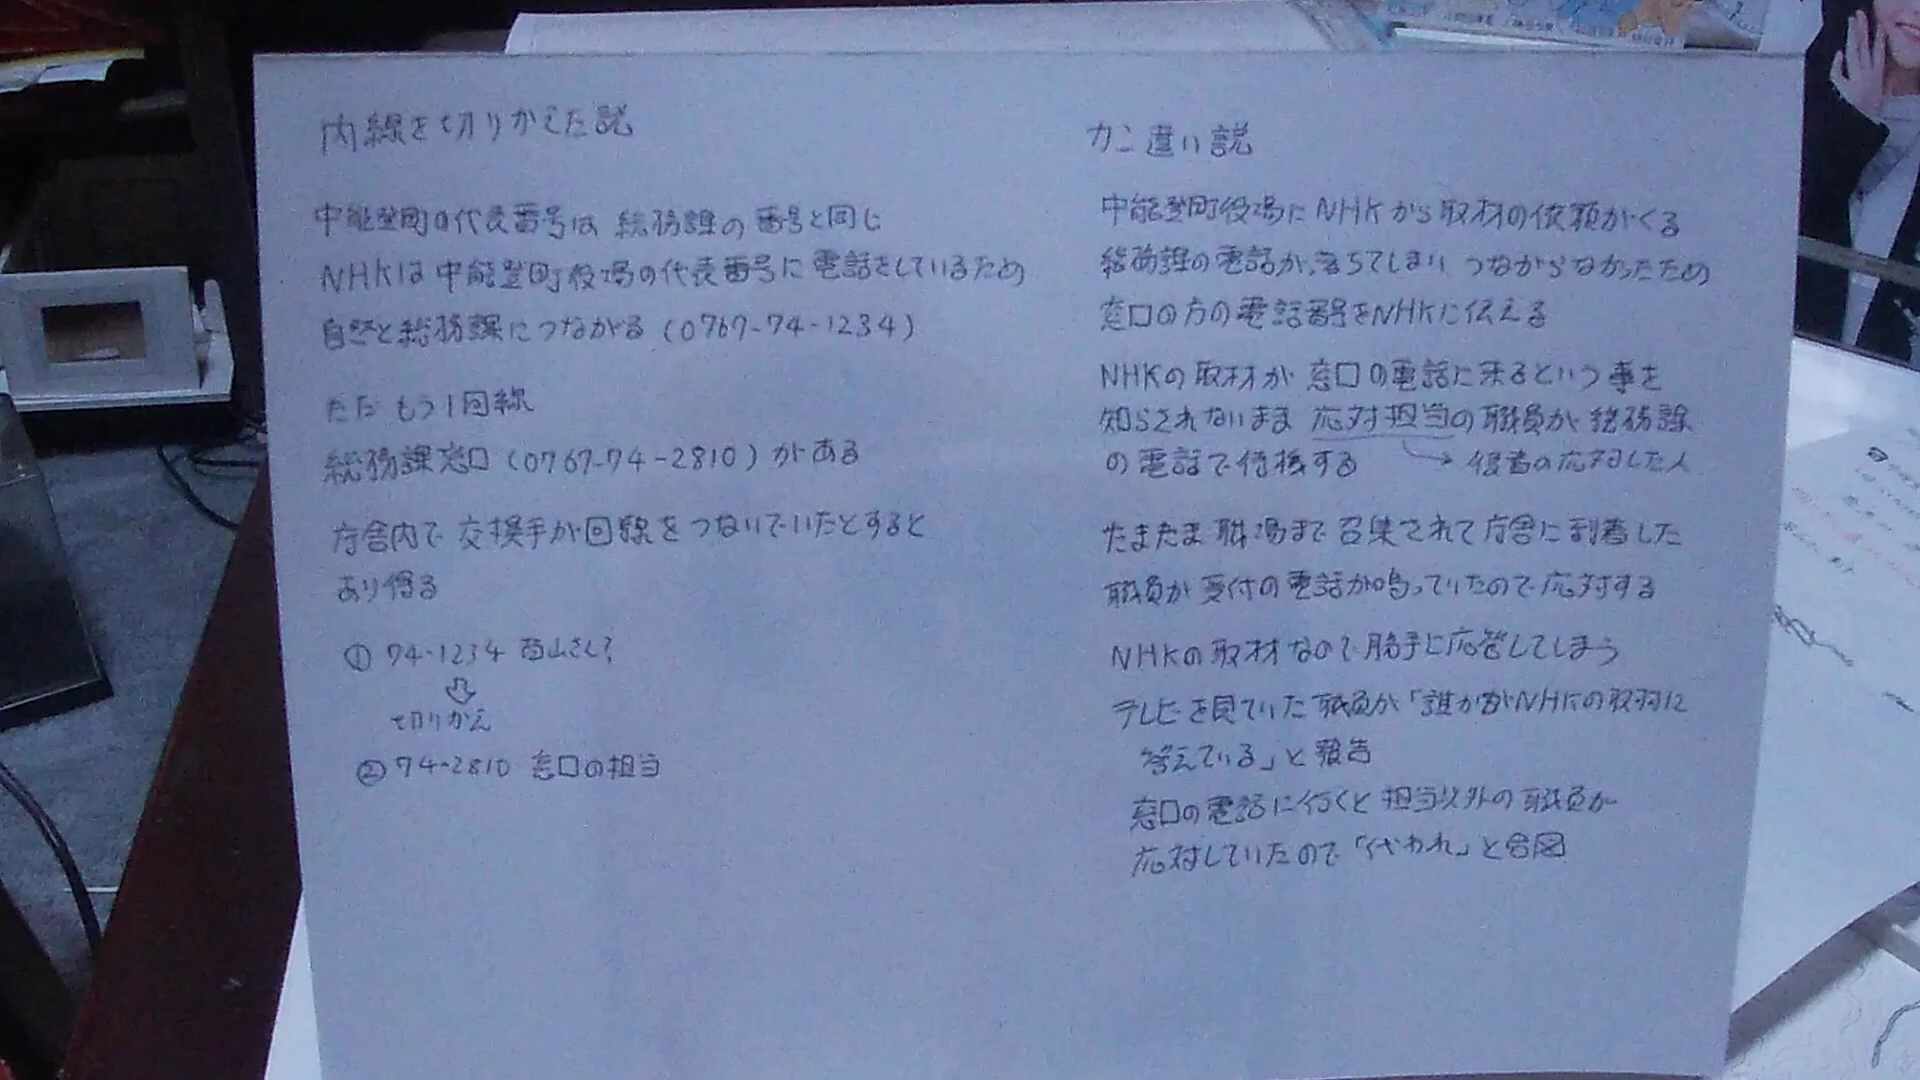 内線を切りかえた説
中能登町の代表番号は 総務課の番号と同じ
NHKは中能登町役場の代表番号に電話をしているため
自然と総務課につながる (0767-74-1234)
ただもう1回線
総務課窓口 (0767-74-2810) がある
庁舎内で交換手が回線をつないでいたとすると
あり得る
① 74-1234 西山さん?
⇩
切りかえ
② 74-2810 窓口の担当
カン違い説
中能登町役場にNHKから取材の依頼がくる
総務課の電話が、落ちてしまい つながらなかったため
窓口の方の電話番号をNHKに伝える
NHKの取材が 窓口の電話に来るという事を
知らされないまま 応対担当の職員が総務課
の電話で待機する → 後者の応対した人
たまたま職場まで召集されて庁舎に到着した
職員が受付の電話が鳴っていたので応対する
NHKの取材なので勝手に応答してしまう
テレビを見ていた職員が「誰かがNHKの取材に
答えている」と報告
窓口の電話に行くと担当以外の職員が
応対していたので「代われ」と合図